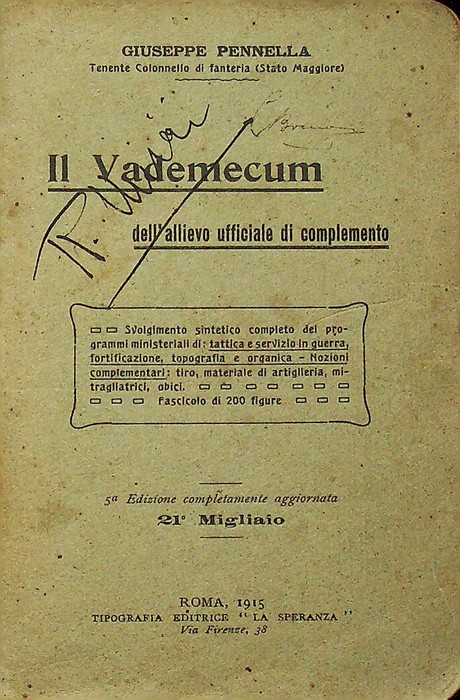 GIUSEPPE PENNELLA
Tenente Colonnello di fanteria (Stato Maggiore)
Il Vademecum
dell'allievo ufficiale di complemento
Svolgimento sintetico completo dei pro-
grammi ministeriali di: tattica e servizio in guerra,
fortificazione, topografia e organica - Nozioni
complementari: tiro, materiale di artiglieria, mi-
tragliatrici, obici.
Fascicolo di 200 figure
5ª Edizione completamente aggiornata
21° Migliaio
ROMA, 1915
TIPOGRAFIA EDITRICE "LA SPERANZA"
Via Firenze, 38